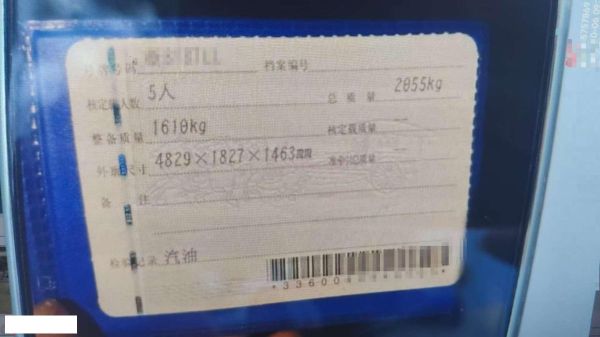 号牌号码 档案编号
核定载人数 5人 总质量 2055kg
整备质量 1610kg 核定载质量 --
外廓尺寸 4829×1827×1463㎜ 准牵引总质量 --
备注
检验记录 汽油
*33600